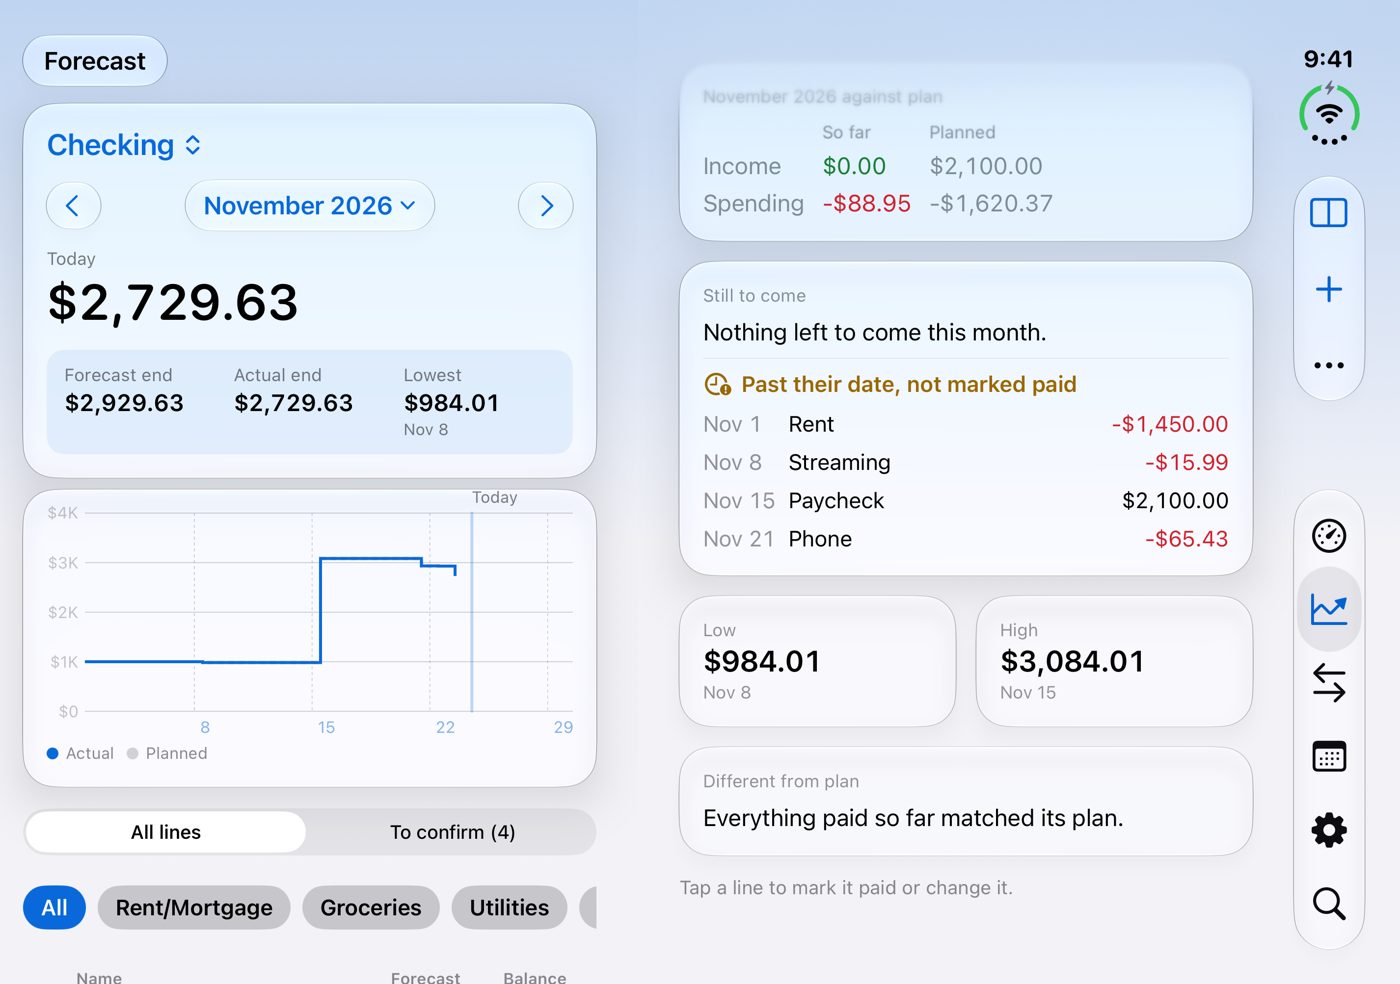 Forecast
Checking
November 2026
Today
$2,729.63
Forecast end
$2,929.63
Actual end
$2,729.63
Lowest
$984.01
Nov 8
Today
$4K
$3K
$2K
$1K
$0
8 15 22 29
Actual Planned
All lines To confirm (4)
All Rent/Mortgage Groceries Utilities
Name Forecast Balance
November 2026 against plan
So far Planned
Income $0.00 $2,100.00
Spending -$88.95 -$1,620.37
Still to come
Nothing left to come this month.
Past their date, not marked paid
Nov 1 Rent -$1,450.00
Nov 8 Streaming -$15.99
Nov 15 Paycheck $2,100.00
Nov 21 Phone -$65.43
Low
$984.01
Nov 8
High
$3,084.01
Nov 15
Different from plan
Everything paid so far matched its plan.
Tap a line to mark it paid or change it.
9:41